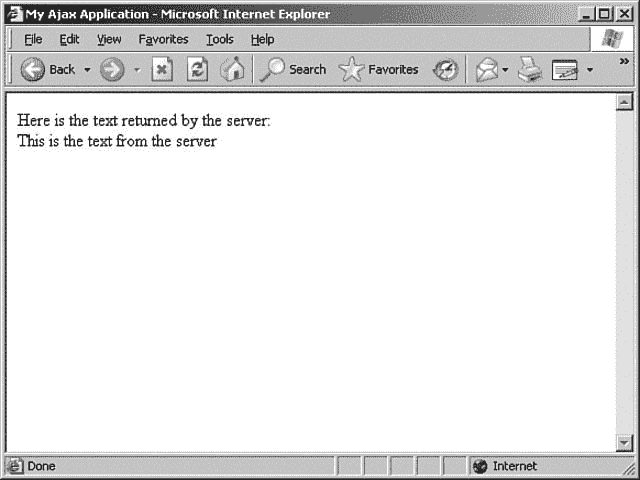 My Ajax Application - Microsoft Internet Explorer
File Edit View Favorites Tools Help
Back Search Favorites »
Here is the text returned by the server:
This is the text from the server
Done Internet